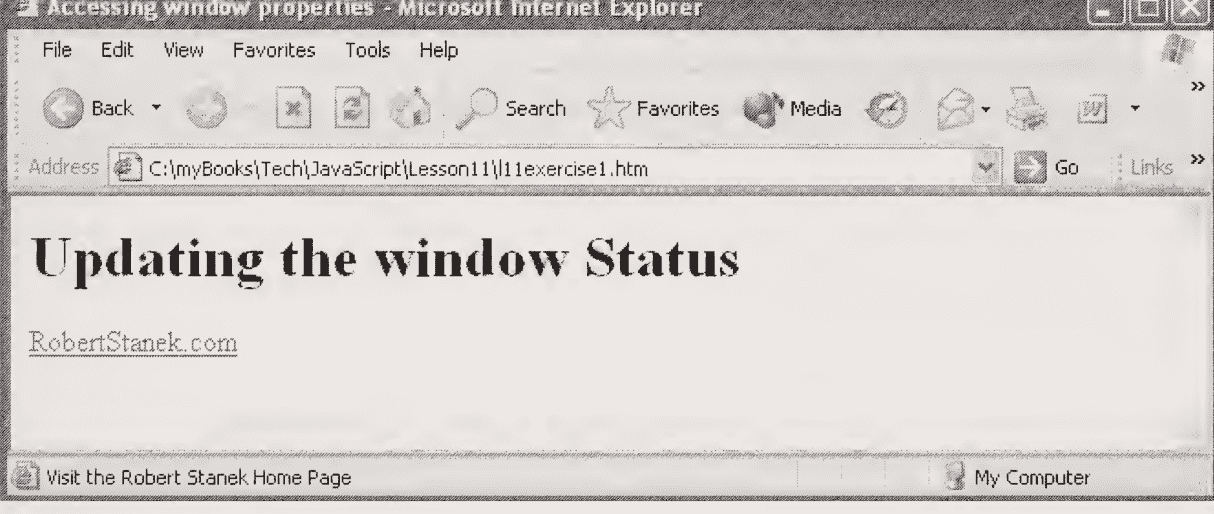 Accessing window properties - Microsoft Internet Explorer
File Edit View Favorites Tools Help
Back Search Favorites Media W »
Address C:\myBooks\Tech\JavaScript\Lesson11\l11exercise1.htm Go Links »
Updating the window Status
RobertStanek.com
Visit the Robert Stanek Home Page My Computer